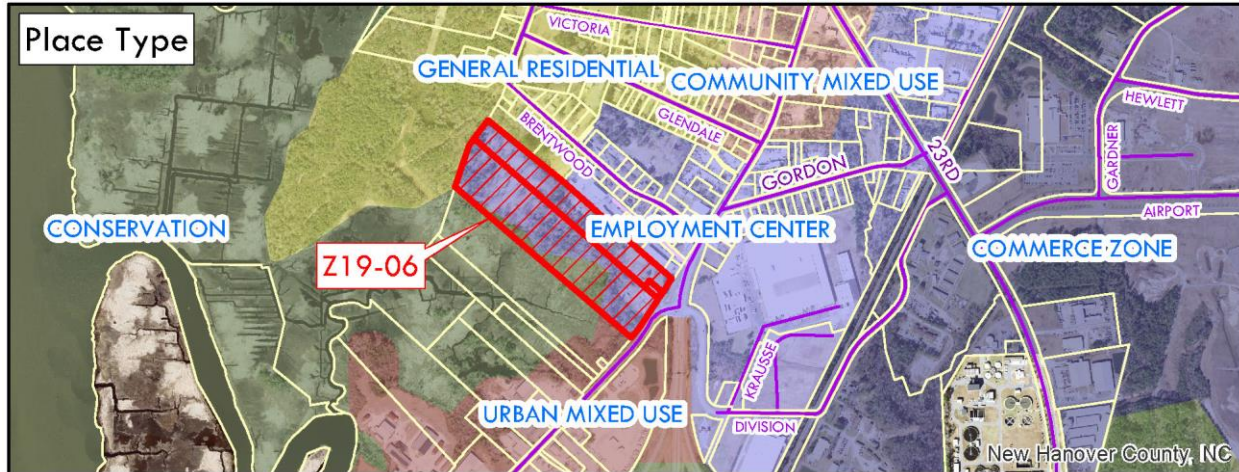 Place Type
VICTORIA
GENERAL RESIDENTIAL
COMMUNITY MIXED USE
HEWLETT
GLENDALE
BRENTWOOD
GARDNER
23RD
GORDON
AIRPORT
CONSERVATION
EMPLOYMENT CENTER
COMMERCE ZONE
Z19-06
KRAUSSE
URBAN MIXED USE
DIVISION
New Hanover County, NC